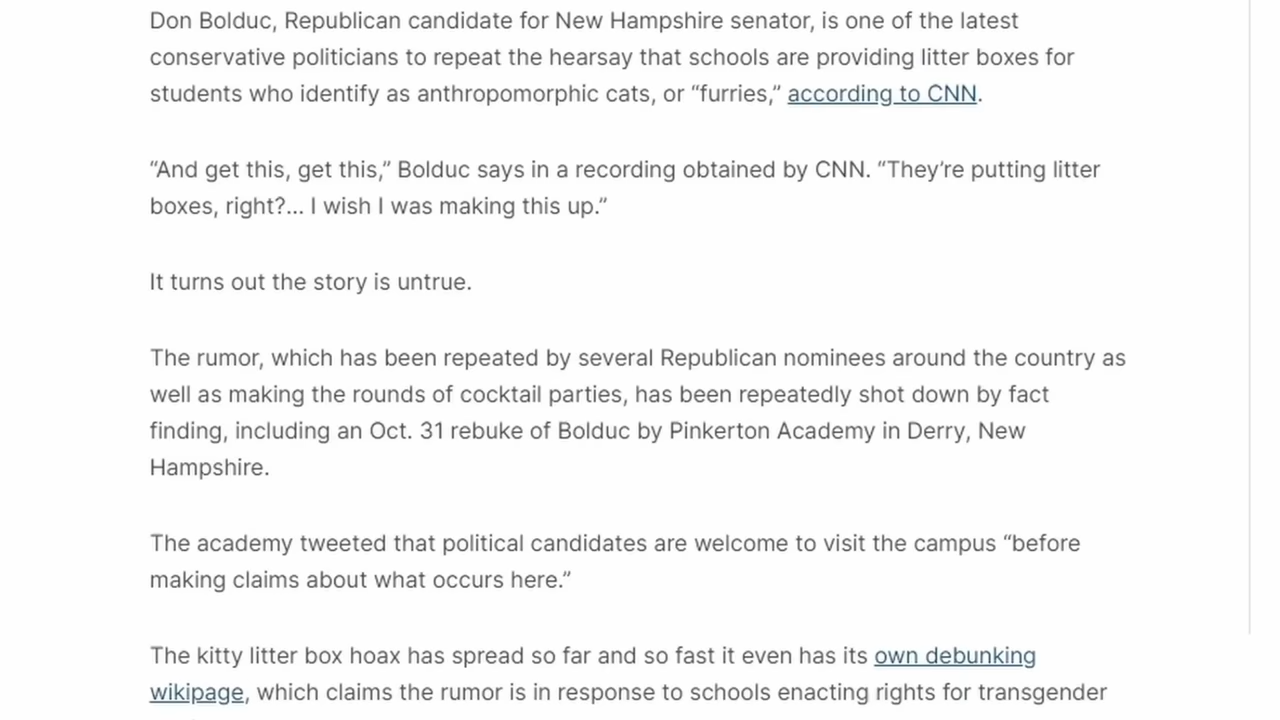 Don Bolduc, Republican candidate for New Hampshire senator, is one of the latest
conservative politicians to repeat the hearsay that schools are providing litter boxes for
students who identify as anthropomorphic cats, or “furries,” according to CNN.
“And get this, get this,” Bolduc says in a recording obtained by CNN. “They’re putting litter
boxes, right?... I wish I was making this up.”
It turns out the story is untrue.
The rumor, which has been repeated by several Republican nominees around the country as
well as making the rounds of cocktail parties, has been repeatedly shot down by fact
finding, including an Oct. 31 rebuke of Bolduc by Pinkerton Academy in Derry, New
Hampshire.
The academy tweeted that political candidates are welcome to visit the campus “before
making claims about what occurs here.”
The kitty litter box hoax has spread so far and so fast it even has its own debunking
wikipage, which claims the rumor is in response to schools enacting rights for transgender